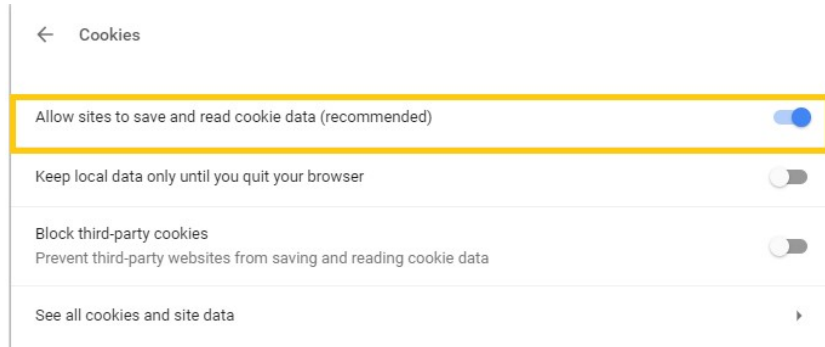 Cookies
Allow sites to save and read cookie data (recommended)
Keep local data only until you quit your browser
Block third-party cookies
Prevent third-party websites from saving and reading cookie data
See all cookies and site data